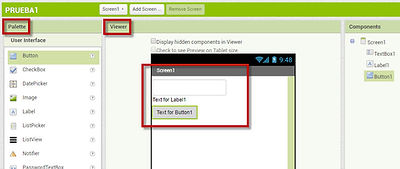 PRUEBA1
Screen1
Add Screen ...
Remove Screen
Palette
Viewer
Components
User Interface
Button
CheckBox
DatePicker
Image
Label
ListPicker
ListView
Notifier
PasswordTextBox
Display hidden components in Viewer
Check to see Preview on Tablet size.
9:48
Screen1
Text for Label1
Text for Button1
Screen1
TextBox1
Label1
Button1